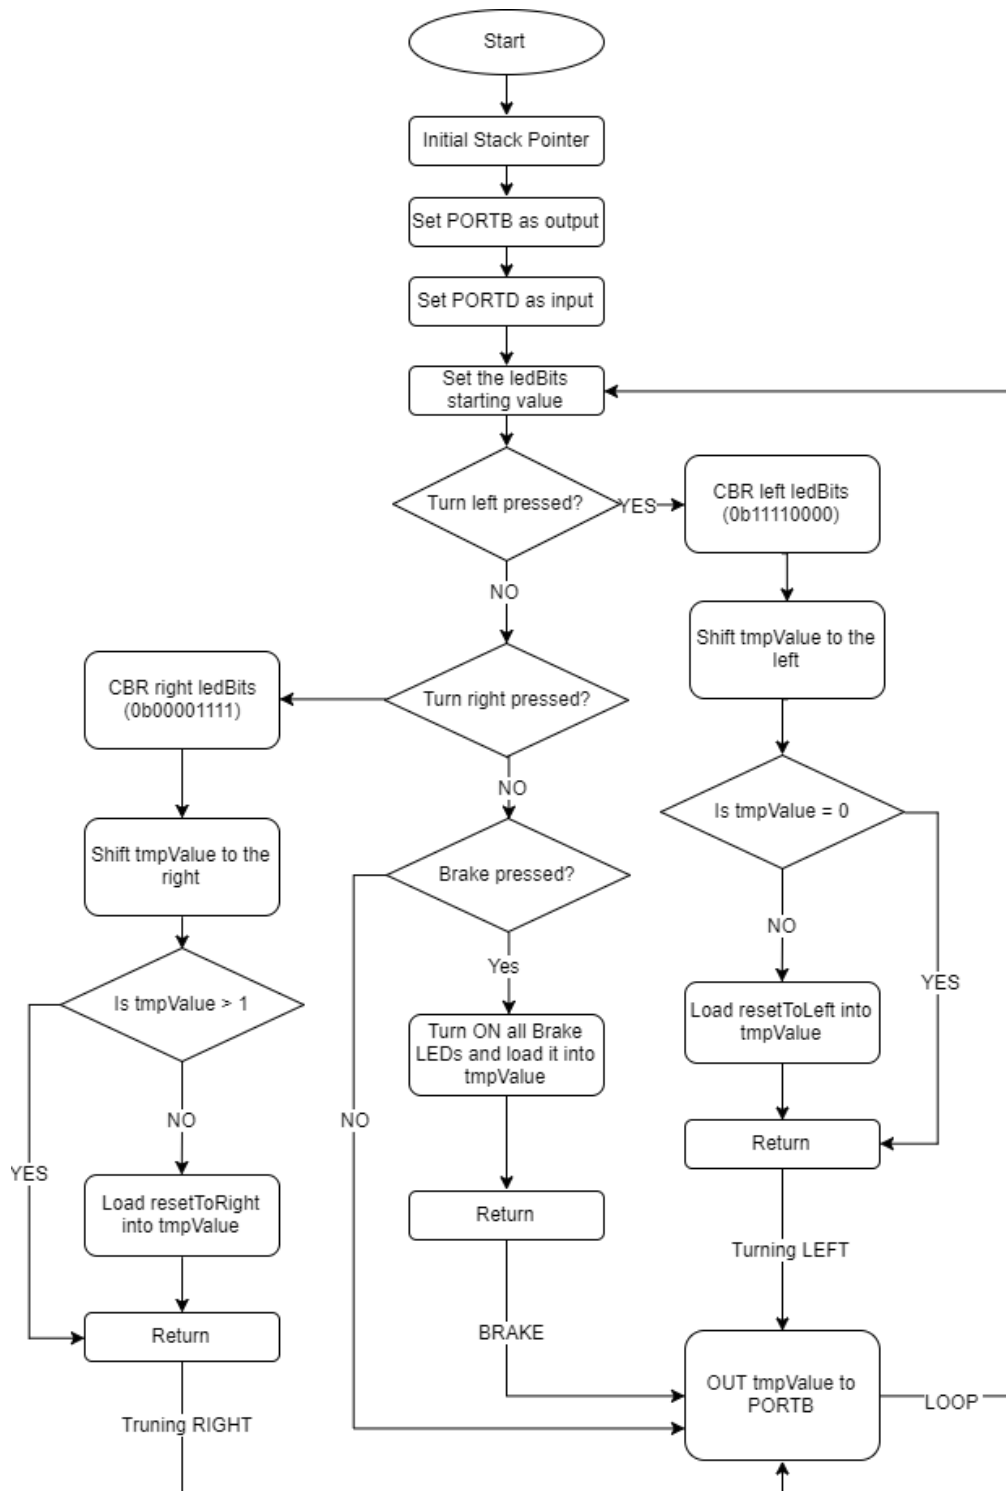 Start
Initial Stack Pointer
Set PORTB as output
Set PORTD as input
Set the ledBits
starting value
Turn left pressed?
YES
CBR left ledBits
(0b11110000)
NO
Shift tmpValue to the
left
CBR right ledBits
(0b00001111)
Turn right pressed?
NO
Is tmpValue = 0
Shift tmpValue to the
right
Brake pressed?
NO
Yes
YES
Is tmpValue > 1
Load resetToLeft into
tmpValue
Turn ON all Brake
LEDs and load it into
tmpValue
NO
NO
Return
YES
Load resetToRight
into tmpValue
Return
Turning LEFT
Return
BRAKE
OUT tmpValue to
PORTB
LOOP
Truning RIGHT